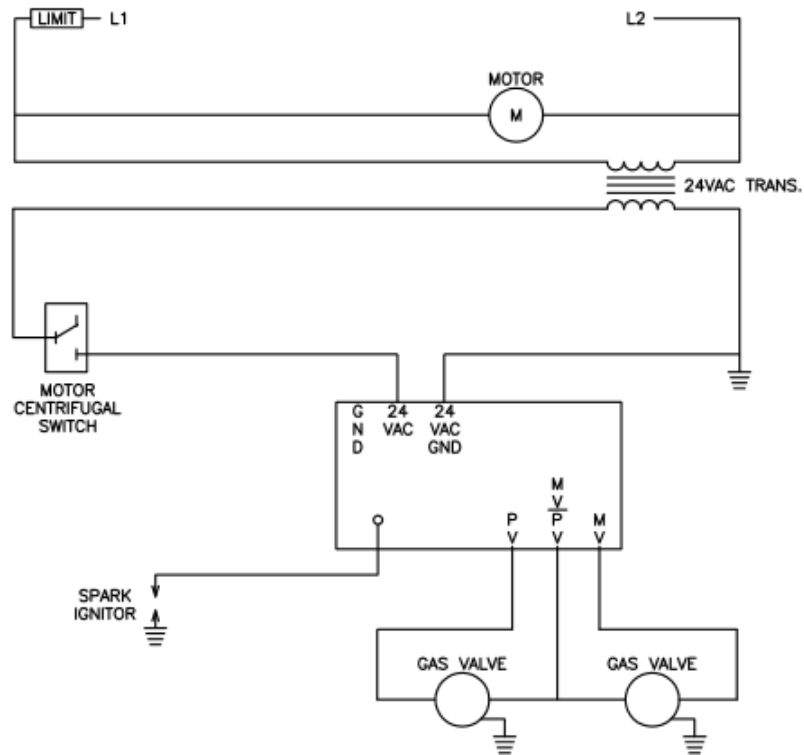 LIMIT L1
L2
MOTOR
M
24VAC TRANS.
MOTOR
CENTRIFUGAL
SWITCH
G
N
D
24
VAC
24
VAC
GND
P
V
M
V
P
V
M
V
SPARK
IGNITOR
GAS VALVE
GAS VALVE